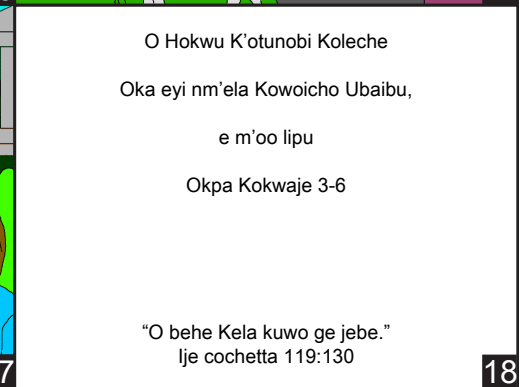 O Hokwu K'otunobi Koleche
Oka eyi nm'ela Kowoicho Ubaibu,
e m'oo lipu
Okpa Kokwaje 3-6
“O behe Kela kuwo ge jebe.”
Ije cochetta 119:130
7
18